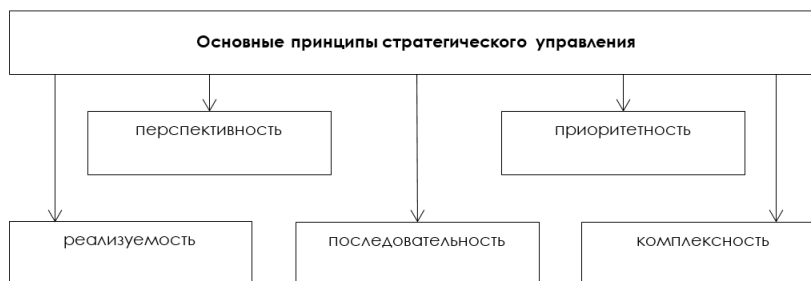 Основные принципы стратегического управления
перспективность
приоритетность
реализуемость
последовательность
комплексность